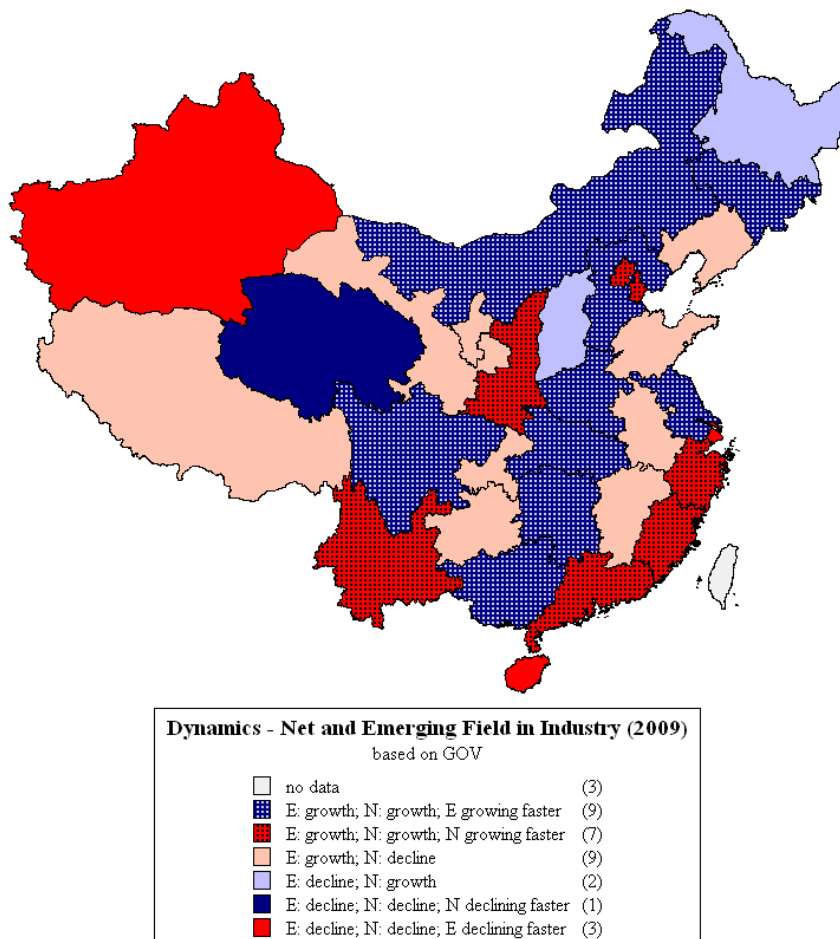 Dynamics - Net and Emerging Field in Industry (2009)
based on GOV
no data (3)
E: growth; N: growth; E growing faster (9)
E: growth; N: growth; N growing faster (7)
E: growth; N: decline (9)
E: decline; N: growth (2)
E: decline; N: decline; N declining faster (1)
E: decline; N: decline; E declining faster (3)